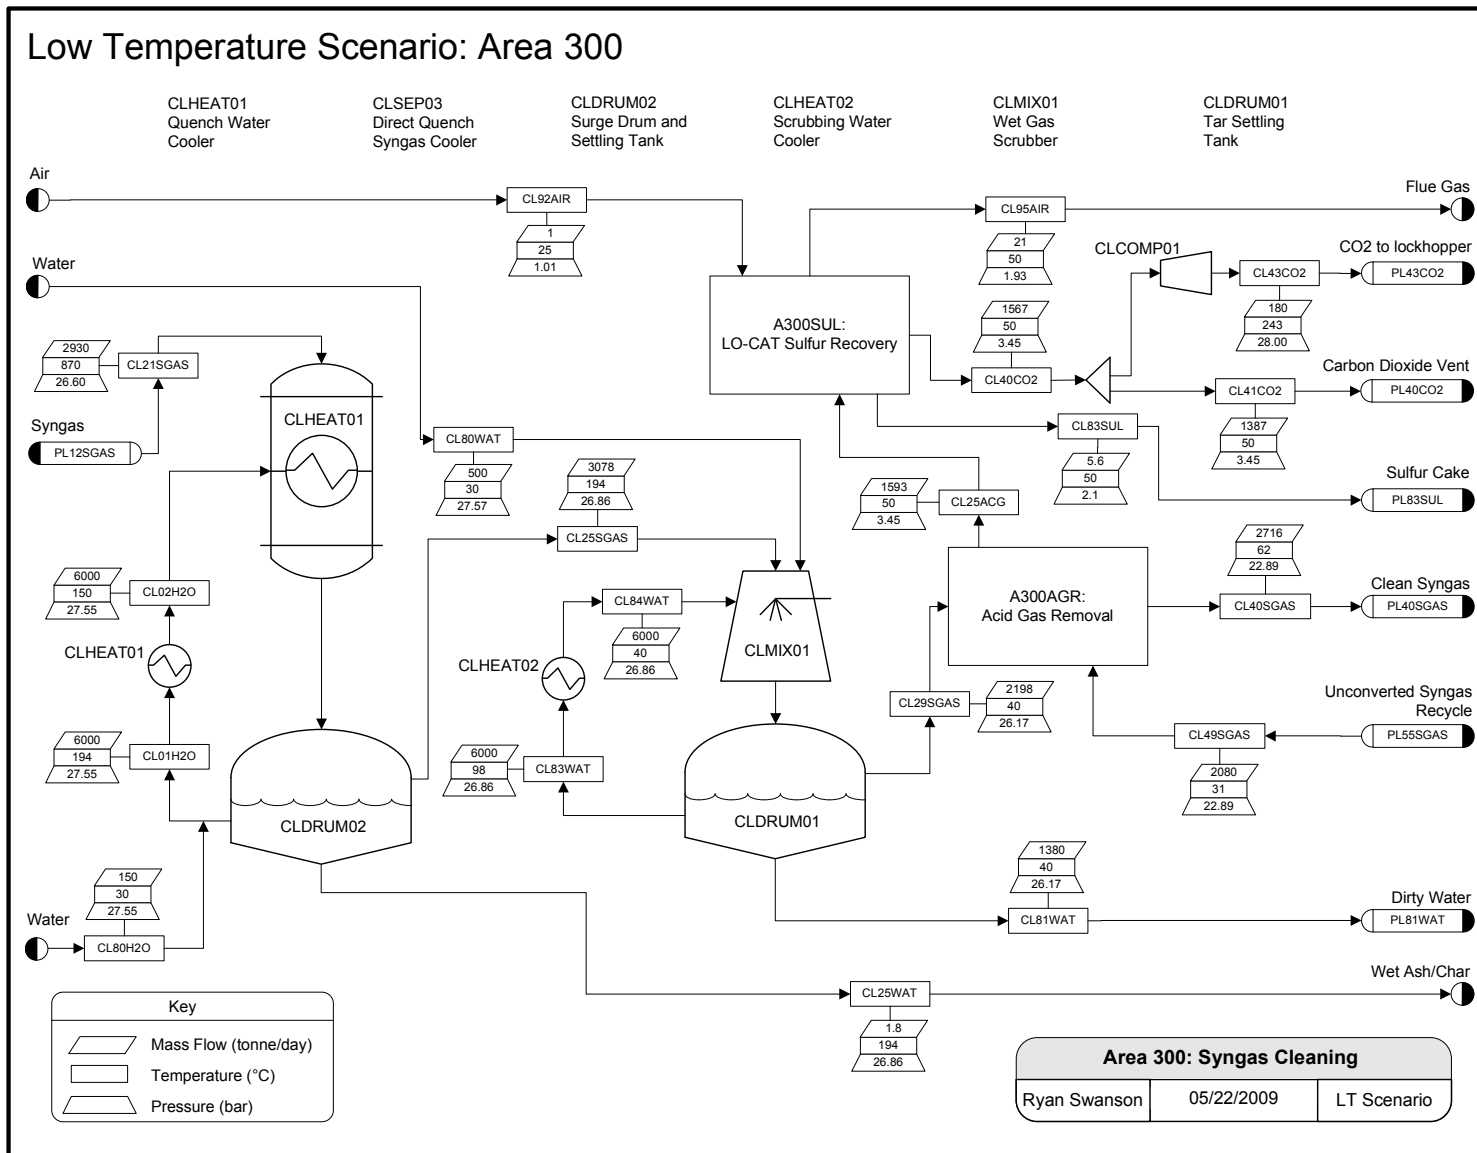 Low Temperature Scenario: Area 300
CLHEAT01
Quench Water
Cooler
CLSEP03
Direct Quench
Syngas Cooler
CLDRUM02
Surge Drum and
Settling Tank
CLHEAT02
Scrubbing Water
Cooler
CLMIX01
Wet Gas
Scrubber
CLDRUM01
Tar Settling
Tank
Air
CL92AIR
1
25
1.01
CL95AIR
21
50
1.93
Flue Gas
Water
CLCOMP01
CO2 to lockhopper
CL43CO2
PL43CO2
180
243
28.00
A300SUL:
LO-CAT Sulfur Recovery
1567
50
3.45
CL40CO2
Carbon Dioxide Vent
CL41CO2
PL40CO2
1387
50
3.45
2930
870
26.60
CL21SGAS
Syngas
PL12SGAS
CLHEAT01
CL80WAT
500
30
27.57
3078
194
26.86
CL25SGAS
CL83SUL
5.6
50
2.1
Sulfur Cake
PL83SUL
1593
50
3.45
CL25ACG
2716
62
22.89
CL40SGAS
Clean Syngas
PL40SGAS
6000
150
27.55
CL02H2O
CL84WAT
6000
40
26.86
A300AGR:
Acid Gas Removal
CLHEAT01
CLHEAT02
CLMIX01
CL29SGAS
2198
40
26.17
Unconverted Syngas
Recycle
CL49SGAS
PL55SGAS
2080
31
22.89
6000
194
27.55
CL01H2O
6000
98
26.86
CL83WAT
CLDRUM02
CLDRUM01
150
30
27.55
Water
CL80H2O
1380
40
26.17
CL81WAT
Dirty Water
PL81WAT
Wet Ash/Char
CL25WAT
1.8
194
26.86
Key
Mass Flow (tonne/day)
Temperature (°C)
Pressure (bar)
Area 300: Syngas Cleaning
Ryan Swanson
05/22/2009
LT Scenario